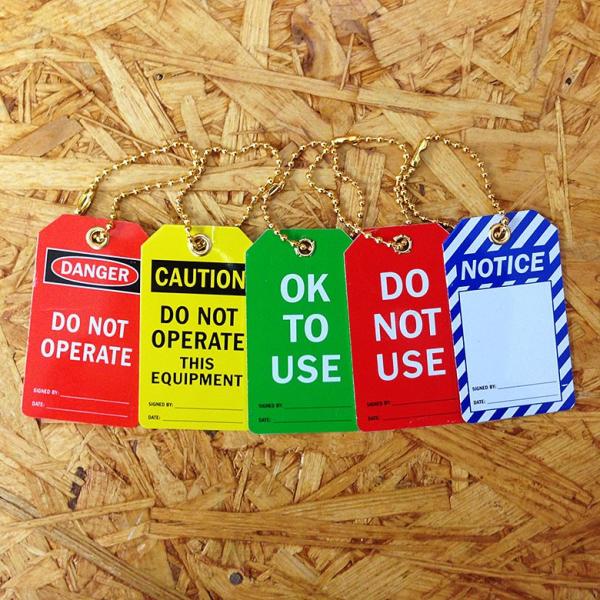 DANGER
DO NOT
OPERATE
SIGNED BY:
DATE:
CAUTION
DO NOT
OPERATE
THIS
EQUIPMENT
SIGNED BY:
DATE:
OK
TO
USE
SIGNED BY:
DATE:
DO
NOT
USE
SIGNED BY:
DATE:
NOTICE
SIGNED BY:
DATE: